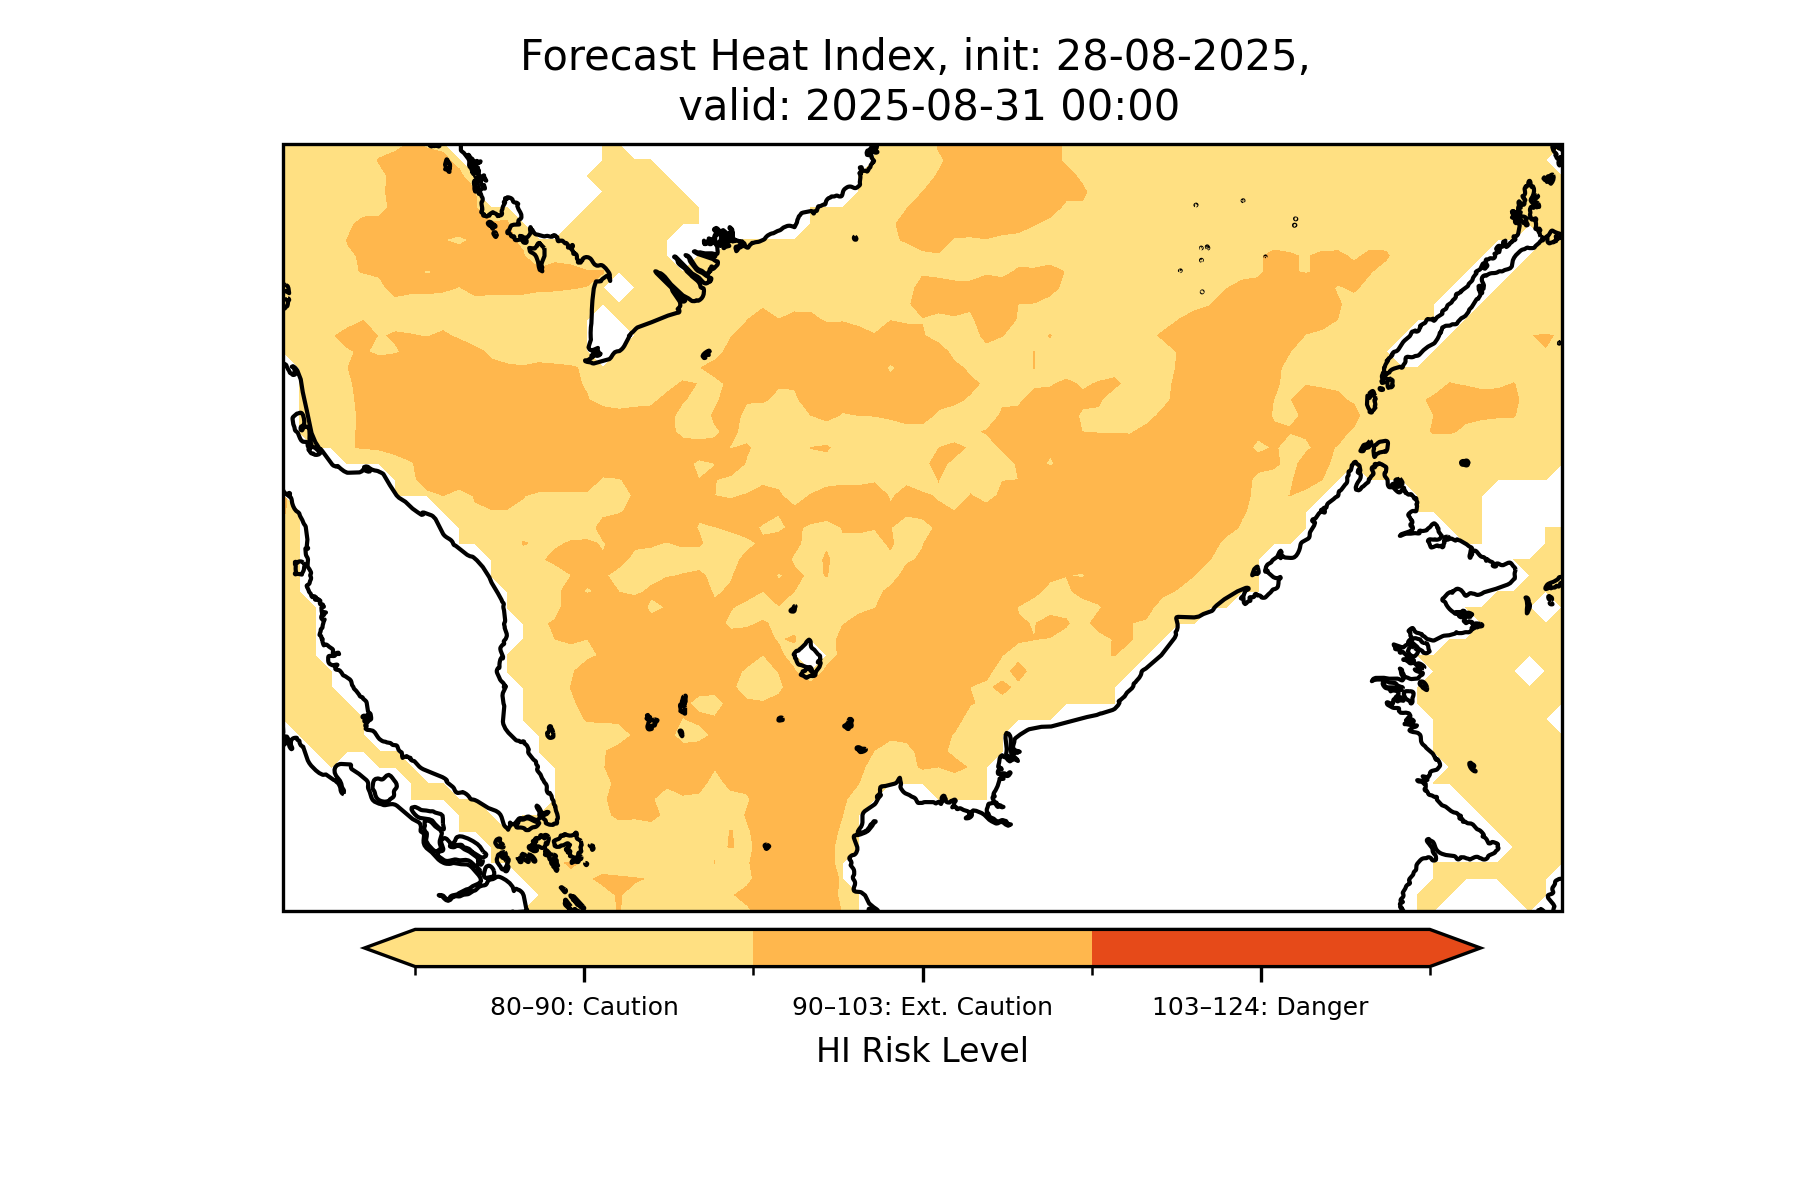 Forecast Heat Index, init: 28-08-2025,
valid: 2025-08-31 00:00
80–90: Caution
90–103: Ext. Caution
103–124: Danger
HI Risk Level